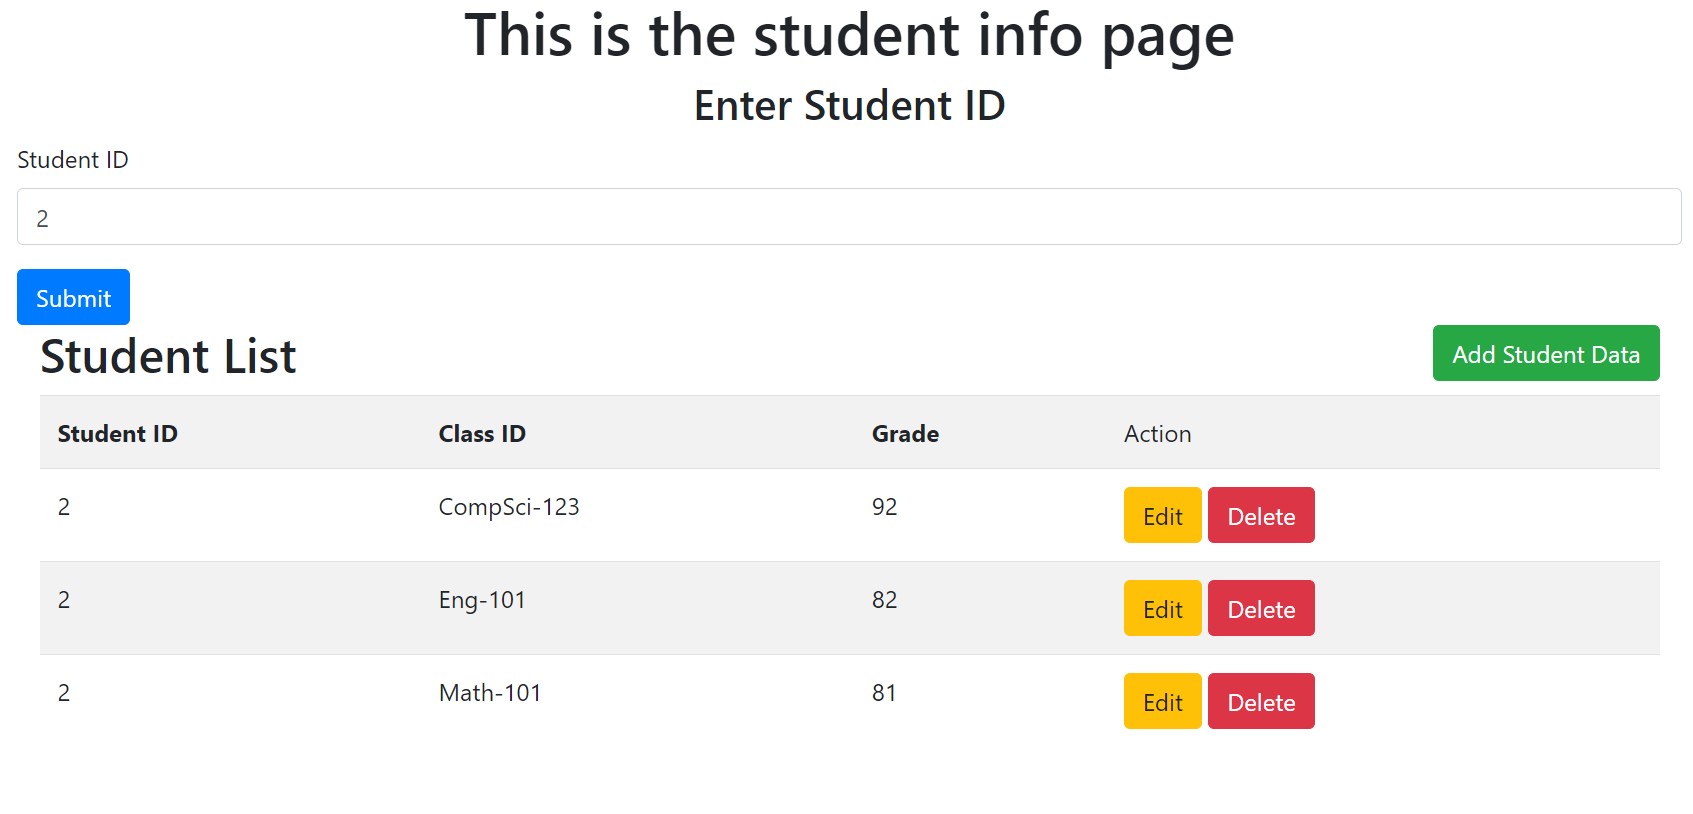 This is the student info page
Enter Student ID
Student ID
2
Submit
Student List
Add Student Data
Student ID Class ID Grade Action
2 CompSci-123 92 Edit Delete
2 Eng-101 82 Edit Delete
2 Math-101 81 Edit Delete